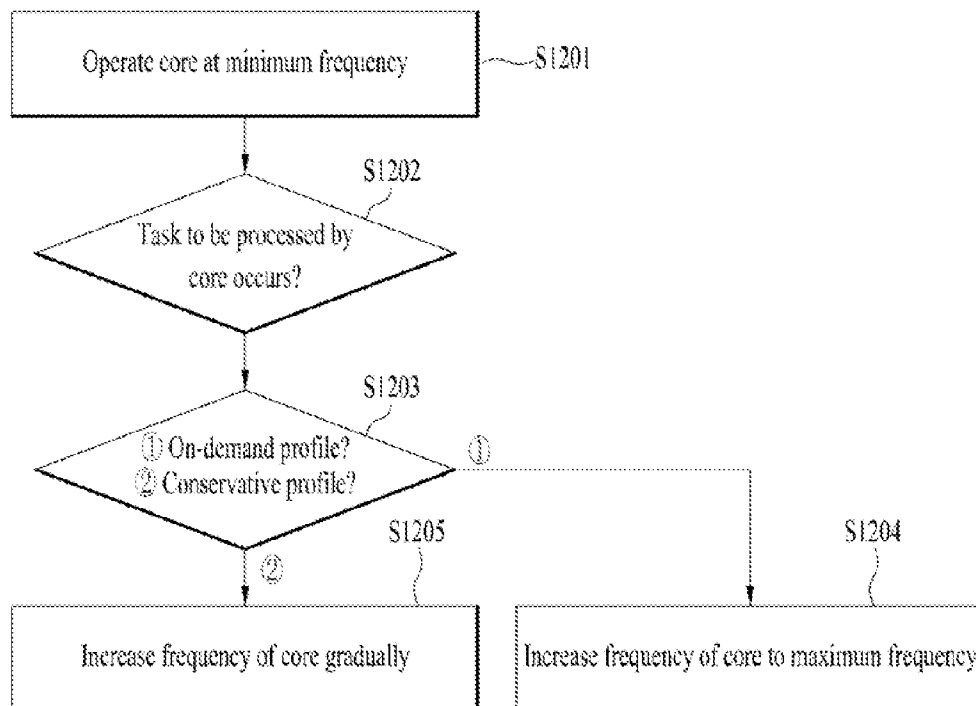 Operate core at minimum frequency
S1201
S1202
Task to be processed by
core occurs?
S1203
① On-demand profile?
② Conservative profile?
①
②
S1205
S1204
Increase frequency of core gradually
Increase frequency of core to maximum frequency